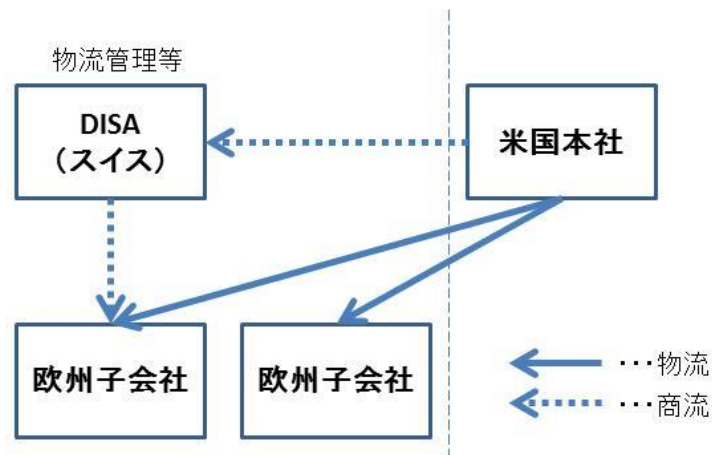 物流管理等
DISA
（スイス）
米国本社
欧州子会社
欧州子会社
･･･物流
･･･商流